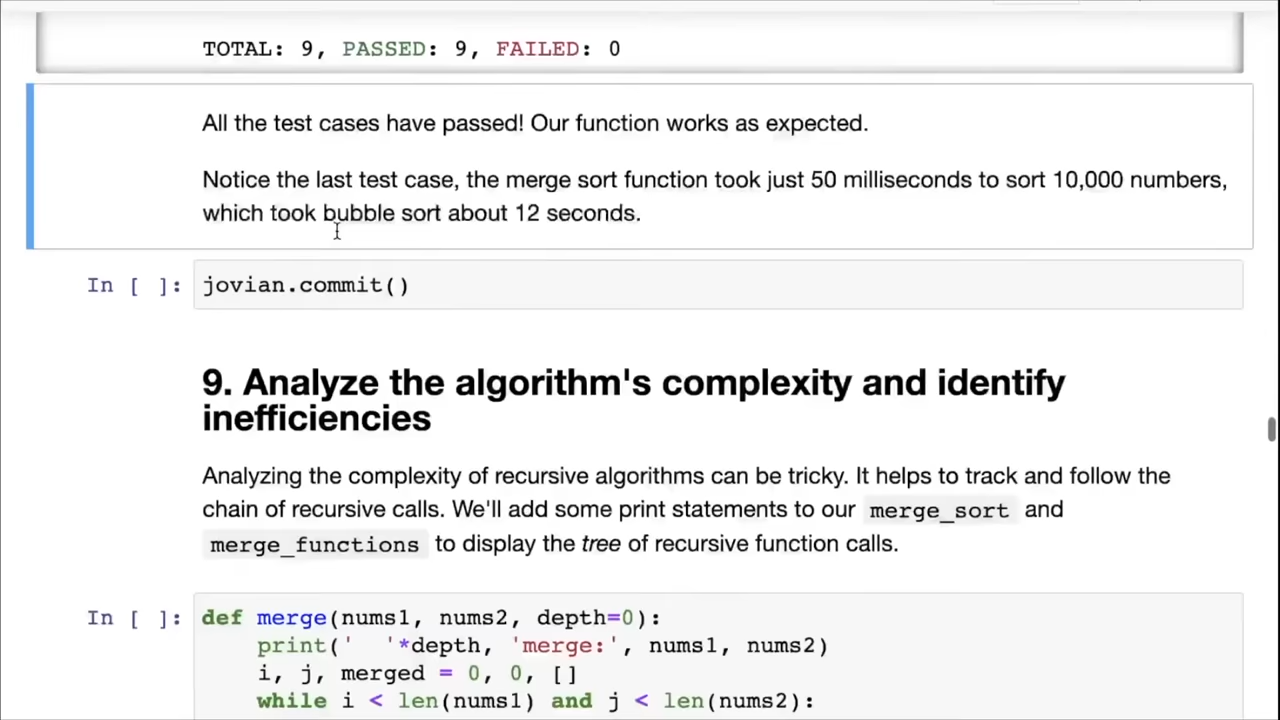 TOTAL: 9, PASSED: 9, FAILED: 0
All the test cases have passed! Our function works as expected.
Notice the last test case, the merge sort function took just 50 milliseconds to sort 10,000 numbers,
which took bubble sort about 12 seconds.
In [ ]: jovian.commit()
9. Analyze the algorithm's complexity and identify
inefficiencies
Analyzing the complexity of recursive algorithms can be tricky. It helps to track and follow the
chain of recursive calls. We'll add some print statements to our merge_sort and
merge_functions to display the tree of recursive function calls.
In [ ]: def merge(nums1, nums2, depth=0):
print('  '*depth, 'merge:', nums1, nums2)
i, j, merged = 0, 0, []
while i < len(nums1) and j < len(nums2):